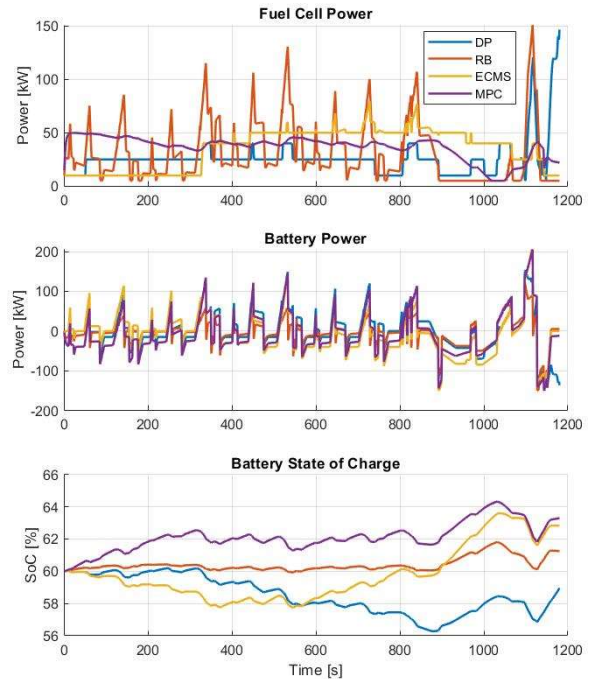 Fuel Cell Power
150
100
50
0
Power [kW]
DP
RB
ECMS
MPC
0 200 400 600 800 1000 1200
Battery Power
200
100
0
-100
-200
Power [kW]
0 200 400 600 800 1000 1200
Battery State of Charge
66
64
62
60
58
56
SoC [%]
0 200 400 600 800 1000 1200
Time [s]